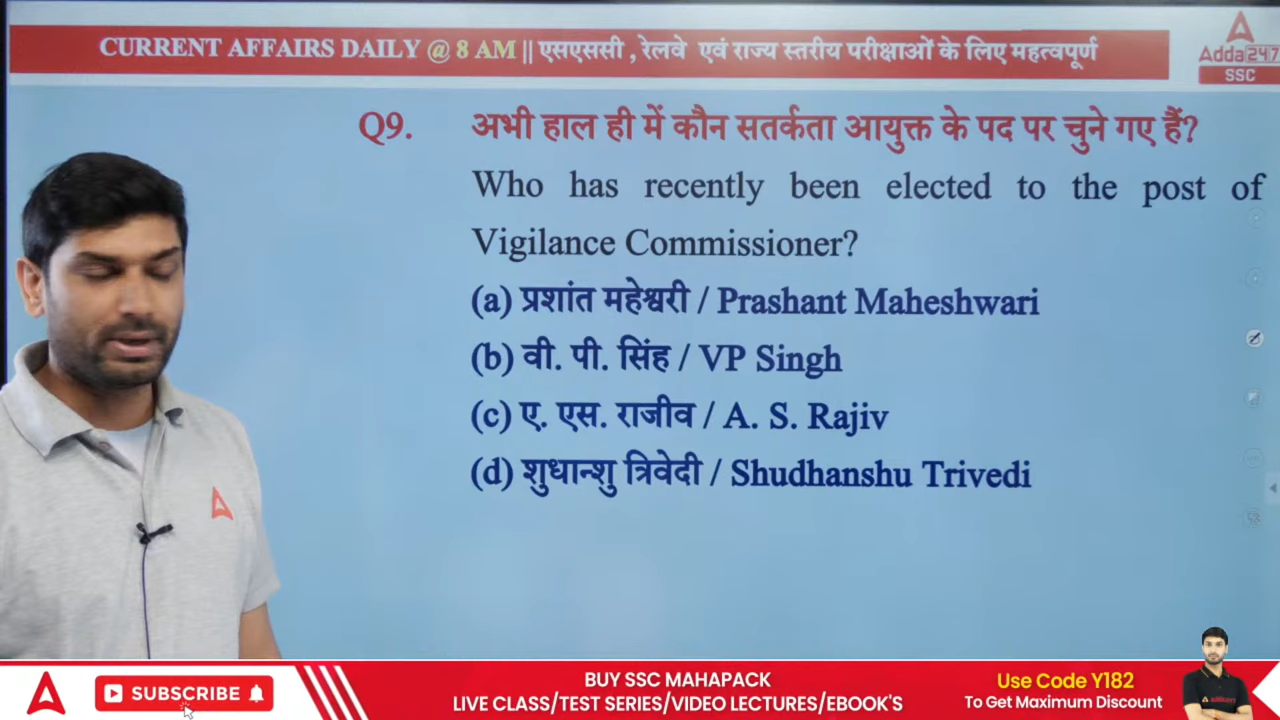 CURRENT AFFAIRS DAILY @ 8 AM || एसएससी , रेलवे एवं राज्य स्तरीय परीक्षाओं के लिए महत्वपूर्ण
Adda 247
SSC
Q9. अभी हाल ही में कौन सतर्कता आयुक्त के पद पर चुने गए हैं?
Who has recently been elected to the post of
Vigilance Commissioner?
(a) प्रशांत महेश्वरी / Prashant Maheshwari
(b) वी. पी. सिंह / VP Singh
(c) ए. एस. राजीव / A. S. Rajiv
(d) शुधान्शु त्रिवेदी / Shudhanshu Trivedi
SUBSCRIBE
BUY SSC MAHAPACK
LIVE CLASS/TEST SERIES/VIDEO LECTURES/EBOOK'S
Use Code Y182
To Get Maximum Discount